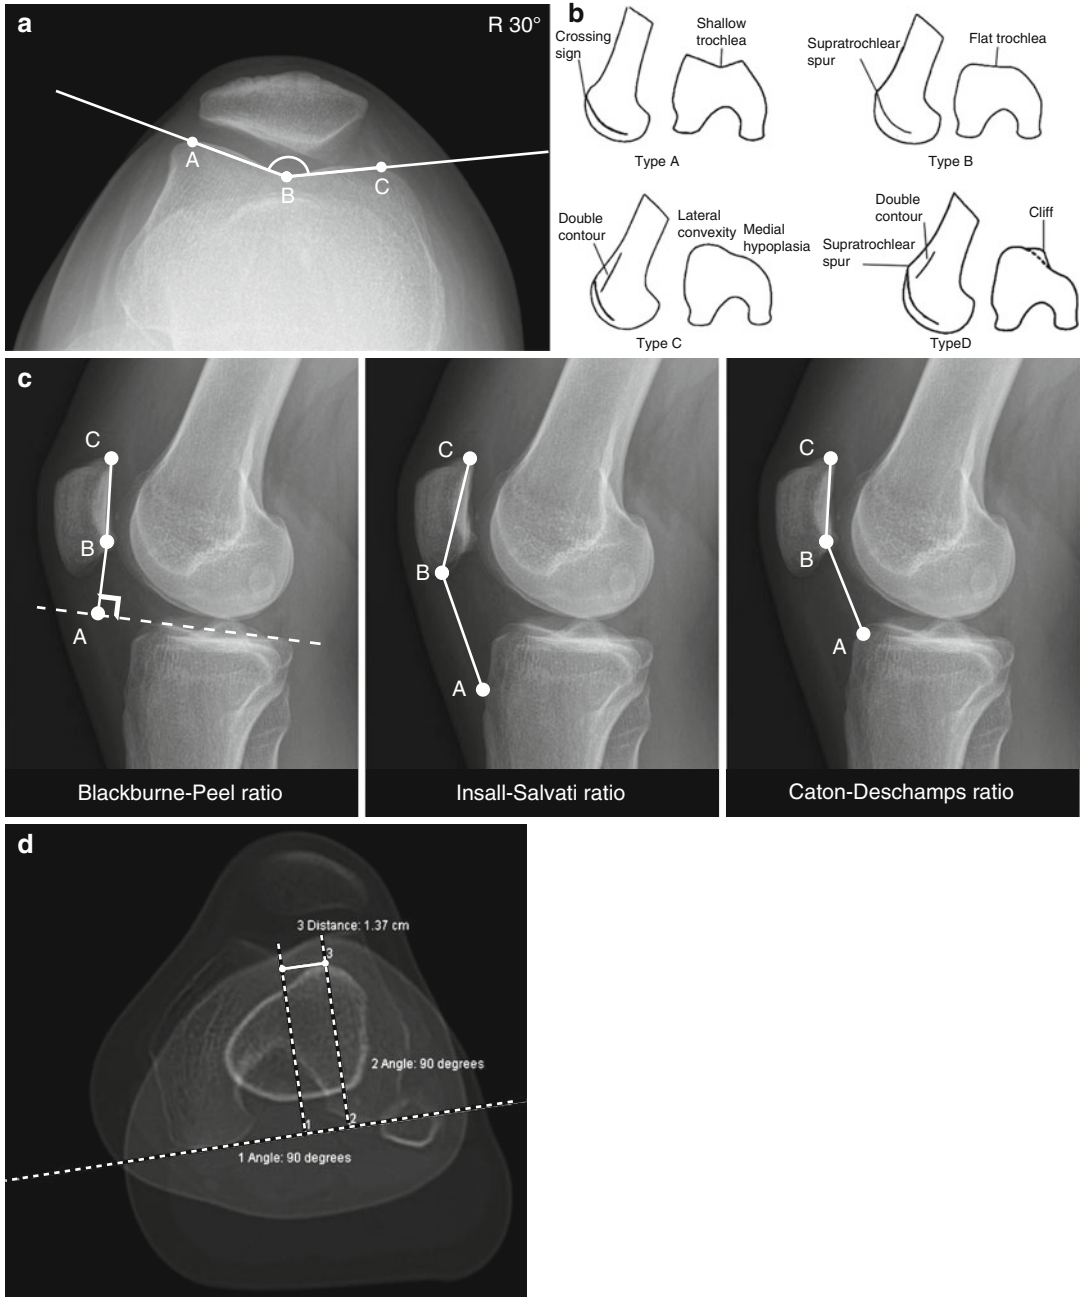 a
R 30°
A
B
C
b
Crossing
sign
Shallow
trochlea
Type A
Supratrochlear
spur
Flat trochlea
Type B
Double
contour
Lateral
convexity
Medial
hypoplasia
Type C
Double
contour
Supratrochlear
spur
Cliff
TypeD
c
C
B
A
Blackburne-Peel ratio
C
B
A
Insall-Salvati ratio
C
B
A
Caton-Deschamps ratio
d
3 Distance: 1.37 cm
3
2 Angle: 90 degrees
1
2
1 Angle: 90 degrees